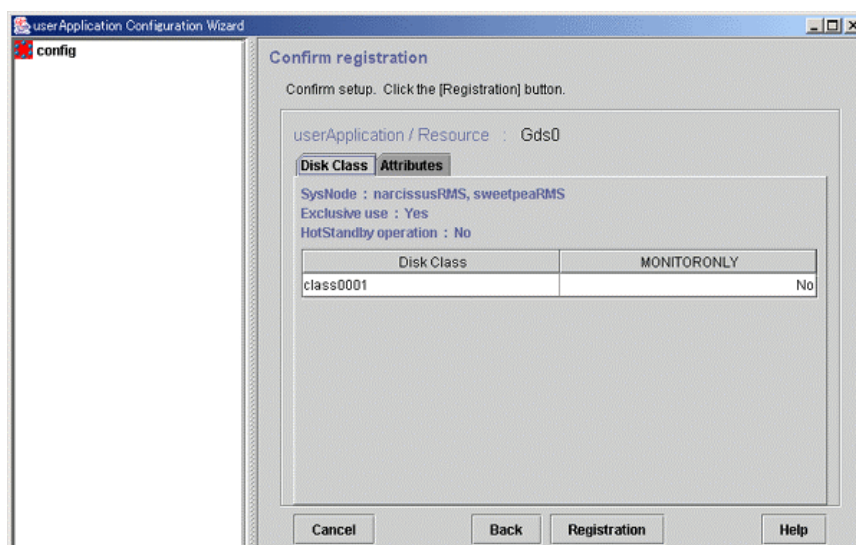 userApplication Configuration Wizard
config
Confirm registration
Confirm setup. Click the [Registration] button.
userApplication / Resource : Gds0
Disk Class Attributes
SysNode : narcissusRMS, sweetpeaRMS
Exclusive use : Yes
HotStandby operation : No
Disk Class MONITORONLY
class0001 No
Cancel Back Registration Help